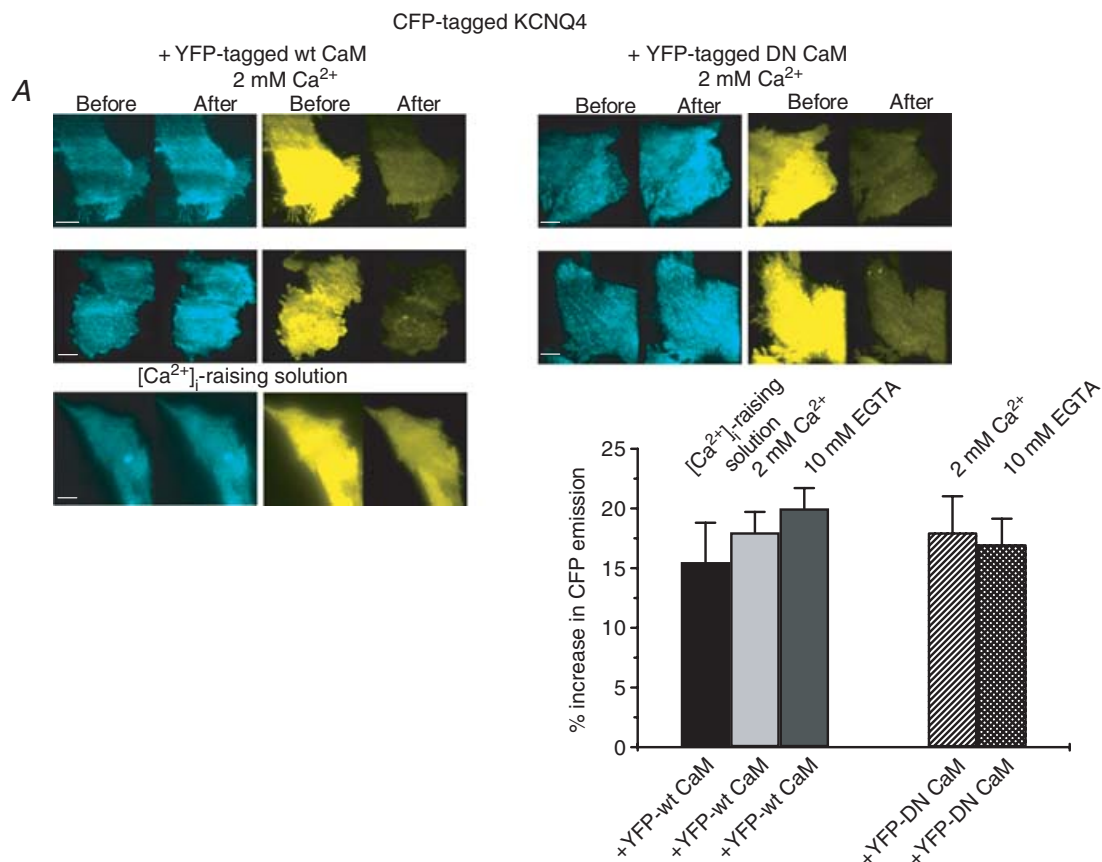 CFP-tagged KCNQ4
A
+ YFP-tagged wt CaM
2 mM Ca²⁺
Before After Before After
[Ca²⁺]ᵢ-raising solution
+ YFP-tagged DN CaM
2 mM Ca²⁺
Before After Before After
[Ca²⁺]ᵢ-raising
solution
2 mM Ca²⁺
10 mM EGTA
2 mM Ca²⁺
10 mM EGTA
% increase in CFP emission
25
20
15
10
5
0
+YFP-wt CaM
+YFP-wt CaM
+YFP-wt CaM
+YFP-DN CaM
+YFP-DN CaM